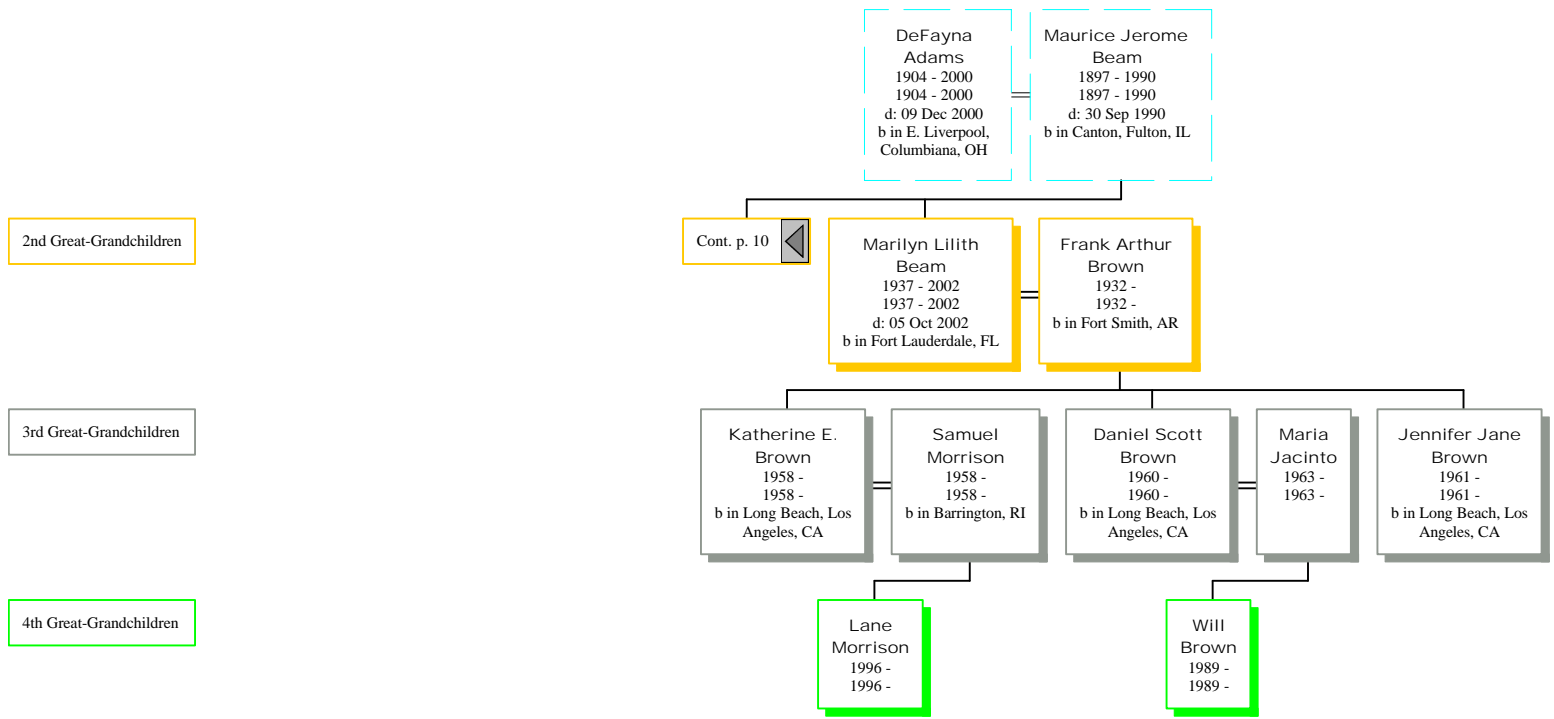 DeFayna
Adams
1904 - 2000
1904 - 2000
d: 09 Dec 2000
b in E. Liverpool,
Columbiana, OH
Maurice Jerome
Beam
1897 - 1990
1897 - 1990
d: 30 Sep 1990
b in Canton, Fulton, IL
2nd Great-Grandchildren
Cont. p. 10
Marilyn Lilith
Beam
1937 - 2002
1937 - 2002
d: 05 Oct 2002
b in Fort Lauderdale, FL
Frank Arthur
Brown
1932 -
1932 -
b in Fort Smith, AR
3rd Great-Grandchildren
Katherine E.
Brown
1958 -
1958 -
b in Long Beach, Los
Angeles, CA
Samuel
Morrison
1958 -
1958 -
b in Barrington, RI
Daniel Scott
Brown
1960 -
1960 -
b in Long Beach, Los
Angeles, CA
Maria
Jacinto
1963 -
1963 -
Jennifer Jane
Brown
1961 -
1961 -
b in Long Beach, Los
Angeles, CA
4th Great-Grandchildren
Lane
Morrison
1996 -
1996 -
Will
Brown
1989 -
1989 -